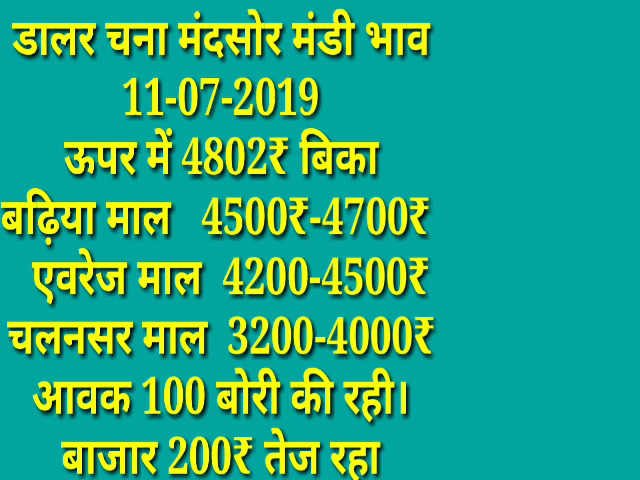 डालर चना मंदसोर मंडी भाव
11-07-2019
ऊपर में 4802₹ बिका
बढ़िया माल 4500₹-4700₹
एवरेज माल 4200-4500₹
चलनसर माल 3200-4000₹
आवक 100 बोरी की रही।
बाजार 200₹ तेज रहा